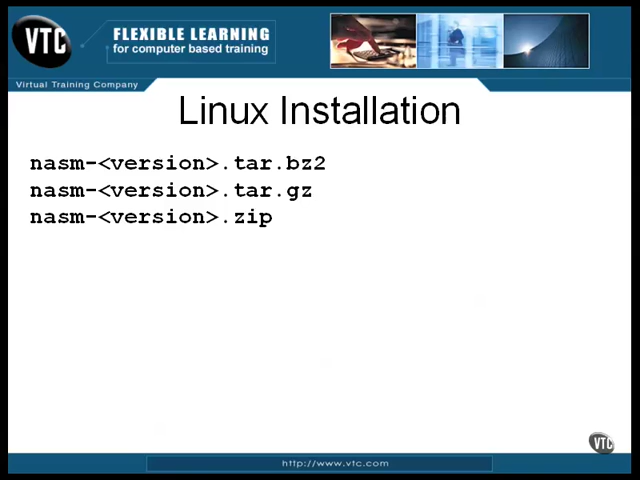 VTC
FLEXIBLE LEARNING
for computer based training
Virtual Training Company
Linux Installation
nasm-<version>.tar.bz2
nasm-<version>.tar.gz
nasm-<version>.zip
VTC
http://www.vtc.com